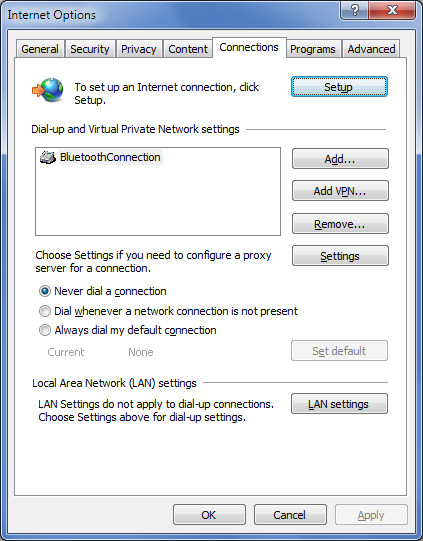 Internet Options
?
General Security Privacy Content Connections Programs Advanced
To set up an Internet connection, click
Setup.
Setup
Dial-up and Virtual Private Network settings
BluetoothConnection
Add...
Add VPN...
Remove...
Choose Settings if you need to configure a proxy
server for a connection.
Settings
Never dial a connection
Dial whenever a network connection is not present
Always dial my default connection
Current None
Set default
Local Area Network (LAN) settings
LAN Settings do not apply to dial-up connections.
Choose Settings above for dial-up settings.
LAN settings
OK Cancel Apply